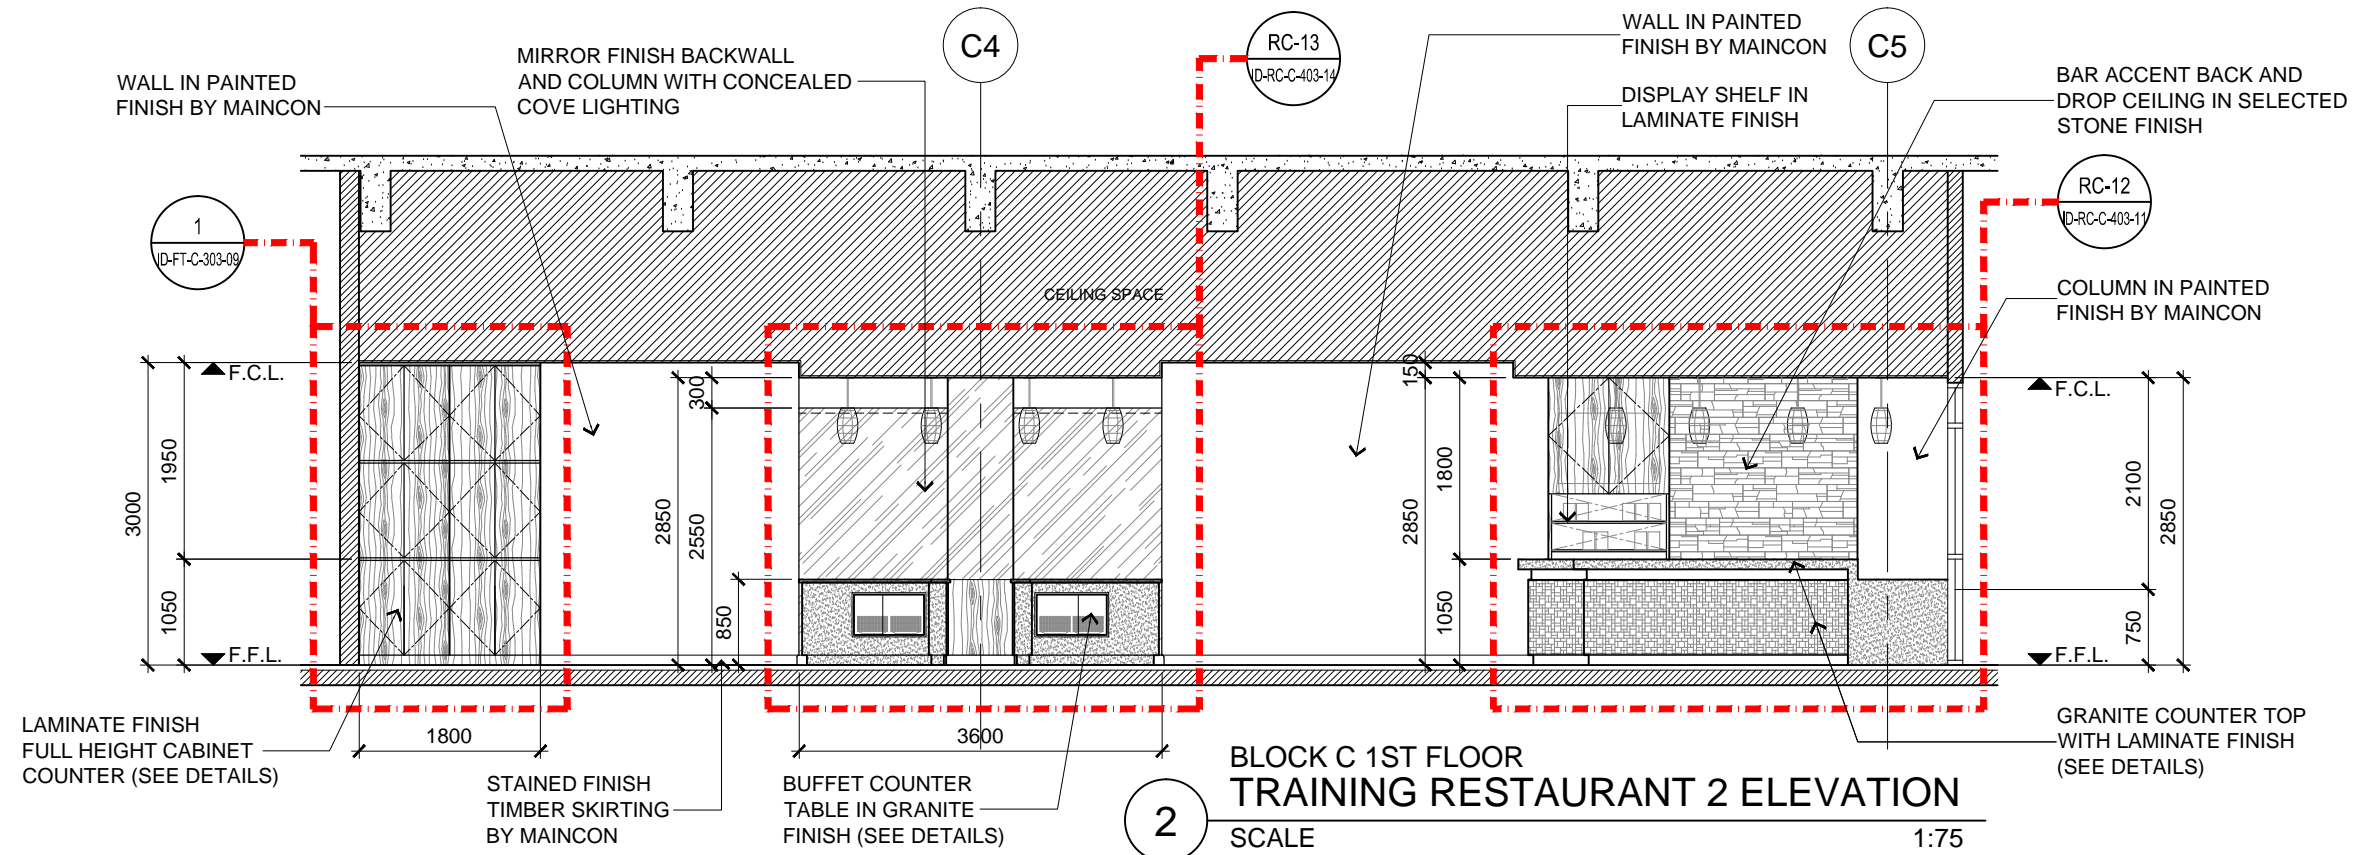 C4
C5
RC-13
ID-RC-C-403-14
WALL IN PAINTED
FINISH BY MAINCON
MIRROR FINISH BACKWALL
AND COLUMN WITH CONCEALED
COVE LIGHTING
WALL IN PAINTED
FINISH BY MAINCON
DISPLAY SHELF IN
LAMINATE FINISH
BAR ACCENT BACK AND
DROP CEILING IN SELECTED
STONE FINISH
1
ID-FT-C-303-09
RC-12
ID-RC-C-403-11
CEILING SPACE
COLUMN IN PAINTED
FINISH BY MAINCON
F.C.L.
F.C.L.
3000
1950
1050
2850
300
2550
850
150
2850
1800
1050
2100
750
2850
F.F.L.
F.F.L.
1800
3600
LAMINATE FINISH
FULL HEIGHT CABINET
COUNTER (SEE DETAILS)
STAINED FINISH
TIMBER SKIRTING
BY MAINCON
BUFFET COUNTER
TABLE IN GRANITE
FINISH (SEE DETAILS)
GRANITE COUNTER TOP
WITH LAMINATE FINISH
(SEE DETAILS)
2
BLOCK C 1ST FLOOR
TRAINING RESTAURANT 2 ELEVATION
SCALE 1:75